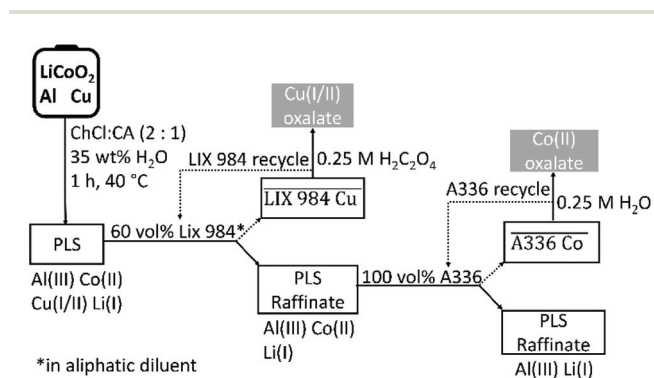 LiCoO₂
Al Cu
ChCl:CA (2 : 1)
35 wt% H₂O
1 h, 40 °C
PLS
Al(III) Co(II)
Cu(I/II) Li(I)
60 vol% Lix 984*
LIX 984 recycle
Cu(I/II)
oxalate
0.25 M H₂C₂O₄
LIX 984 Cu
PLS
Raffinate
Al(III) Co(II)
Li(I)
100 vol% A336
A336 recycle
Co(II)
oxalate
0.25 M H₂O
A336 Co
PLS
Raffinate
Al(III) Li(I)
*in aliphatic diluent